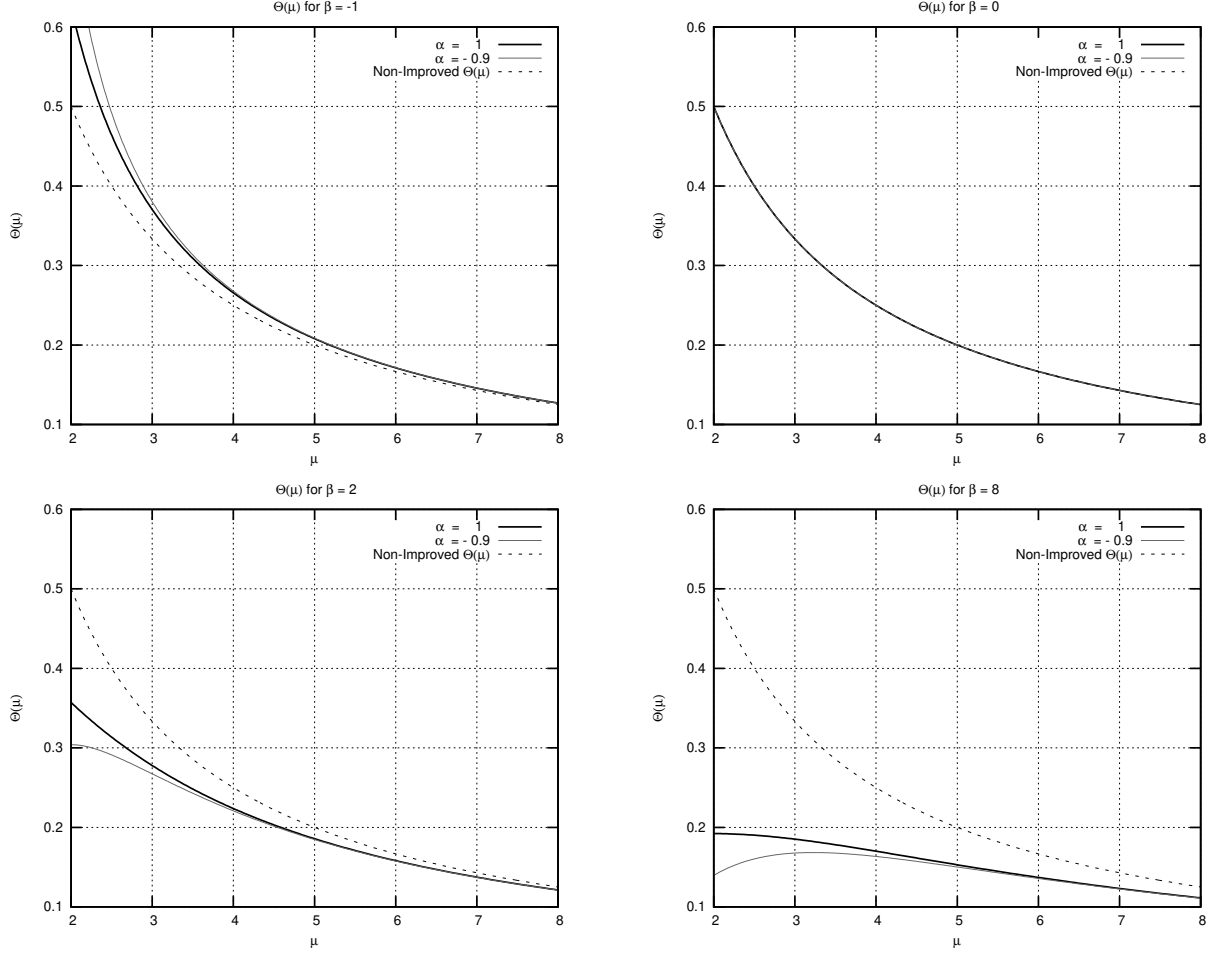 Θ(μ) for β = -1
0.6
0.5
0.4
0.3
0.2
0.1
Θ(μ)
2 3 4 5 6 7 8
μ
α = 1
α = - 0.9
Non-Improved Θ(μ)
Θ(μ) for β = 0
0.6
0.5
0.4
0.3
0.2
0.1
Θ(μ)
2 3 4 5 6 7 8
μ
α = 1
α = - 0.9
Non-Improved Θ(μ)
Θ(μ) for β = 2
0.6
0.5
0.4
0.3
0.2
0.1
Θ(μ)
2 3 4 5 6 7 8
μ
α = 1
α = - 0.9
Non-Improved Θ(μ)
Θ(μ) for β = 8
0.6
0.5
0.4
0.3
0.2
0.1
Θ(μ)
2 3 4 5 6 7 8
μ
α = 1
α = - 0.9
Non-Improved Θ(μ)